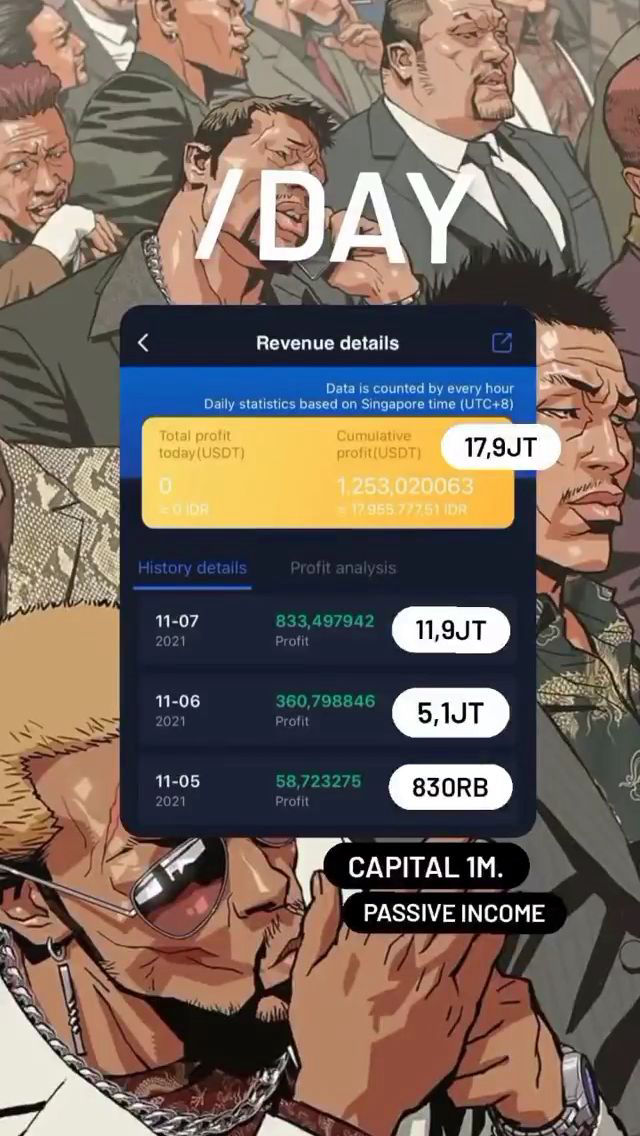 /DAY
Revenue details
Data is counted by every hour
Daily statistics based on Singapore time (UTC+8)
Total profit today(USDT)
Cumulative profit(USDT)
17,9JT
0
1.253,020063
≈ 0 IDR
≈ 17.955.777,51 IDR
History details
Profit analysis
11-07
833,497942
11,9JT
2021
Profit
11-06
360,798846
5,1JT
2021
Profit
11-05
58,723275
830RB
2021
Profit
CAPITAL 1M.
PASSIVE INCOME